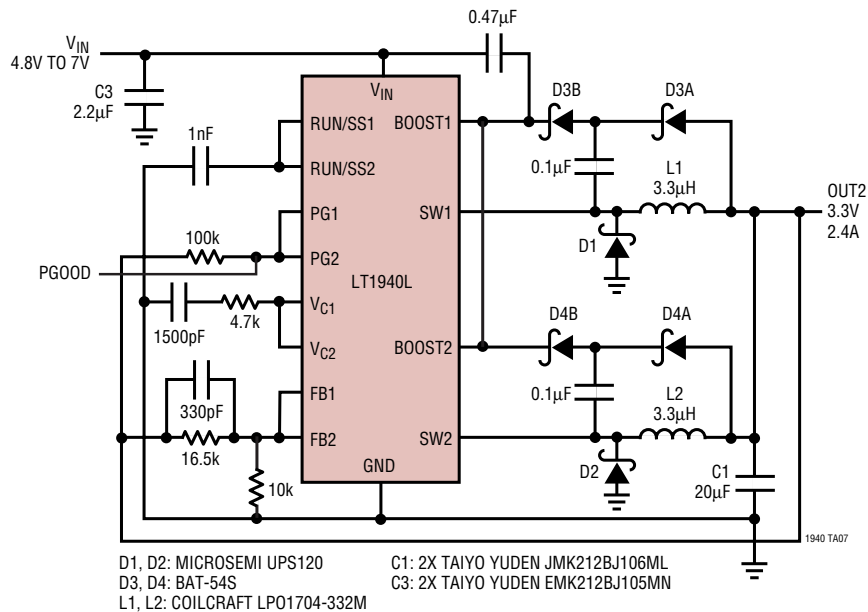 0.47µF
VIN
4.8V TO 7V
C3
2.2µF
VIN
D3B
D3A
RUN/SS1
BOOST1
1nF
RUN/SS2
0.1µF
L1
3.3µH
OUT2
3.3V
2.4A
PG1
SW1
100k
PG2
D1
PGOOD
LT1940L
VC1
4.7k
1500pF
VC2
BOOST2
D4B
D4A
330pF
FB1
0.1µF
L2
3.3µH
16.5k
FB2
SW2
GND
D2
C1
20µF
10k
1940 TA07
D1, D2: MICROSEMI UPS120
D3, D4: BAT-54S
L1, L2: COILCRAFT LPO1704-332M
C1: 2X TAIYO YUDEN JMK212BJ106ML
C3: 2X TAIYO YUDEN EMK212BJ105MN